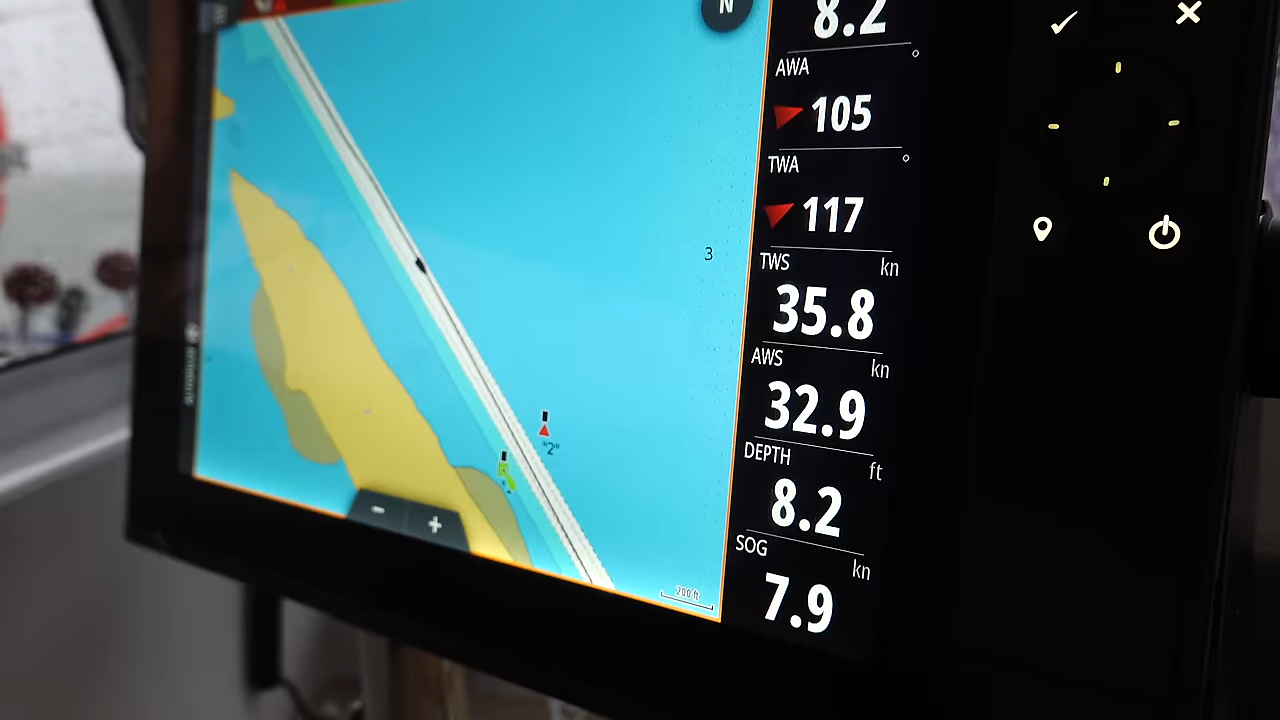 N
8.2
AWA
°
105
TWA
°
117
TWS
kn
35.8
3
AWS
kn
32.9
"2"
DEPTH
ft
8.2
SOG
kn
7.9
200 ft
- +